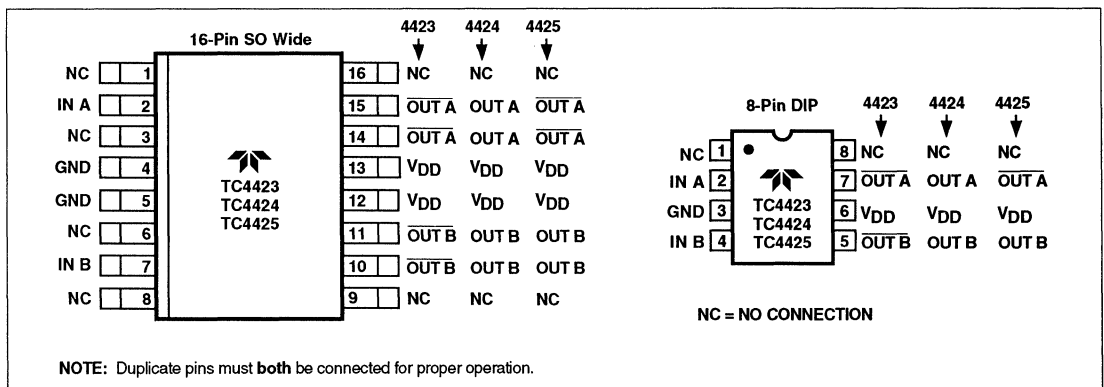 4423 4424 4425
16-Pin SO Wide
NC 1 16 NC NC NC
IN A 2 15 OUT A OUT A OUT A
NC 3 14 OUT A OUT A OUT A
GND 4 13 VDD VDD VDD
GND 5 12 VDD VDD VDD
NC 6 11 OUT B OUT B OUT B
IN B 7 10 OUT B OUT B OUT B
NC 8 9 NC NC NC
TC4423
TC4424
TC4425
8-Pin DIP 4423 4424 4425
NC 1 8 NC NC NC
IN A 2 7 OUT A OUT A OUT A
GND 3 6 VDD VDD VDD
IN B 4 5 OUT B OUT B OUT B
TC4423
TC4424
TC4425
NC = NO CONNECTION
NOTE: Duplicate pins must both be connected for proper operation.